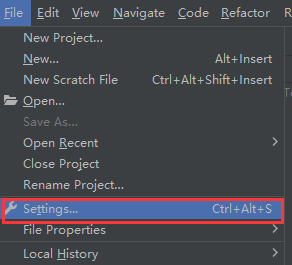 File Edit View Navigate Code Refactor
New Project...
New... Alt+Insert
New Scratch File Ctrl+Alt+Shift+Insert
Open...
Save As...
Open Recent
Close Project
Rename Project...
Settings... Ctrl+Alt+S
File Properties
Local History